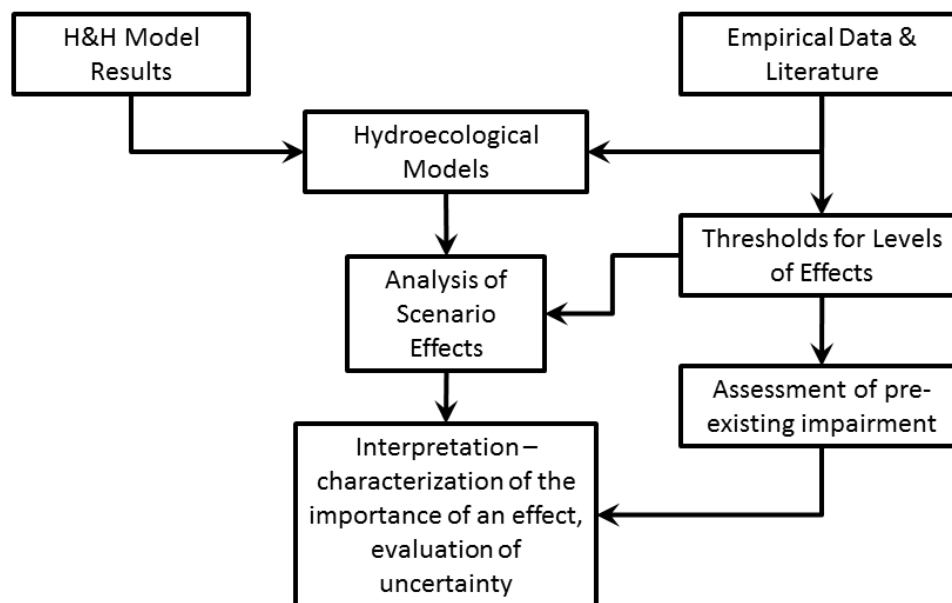 H&H Model
Results
Empirical Data &
Literature
Hydroecological
Models
Thresholds for Levels
of Effects
Analysis of
Scenario
Effects
Assessment of pre-
existing impairment
Interpretation –
characterization of the
importance of an effect,
evaluation of
uncertainty